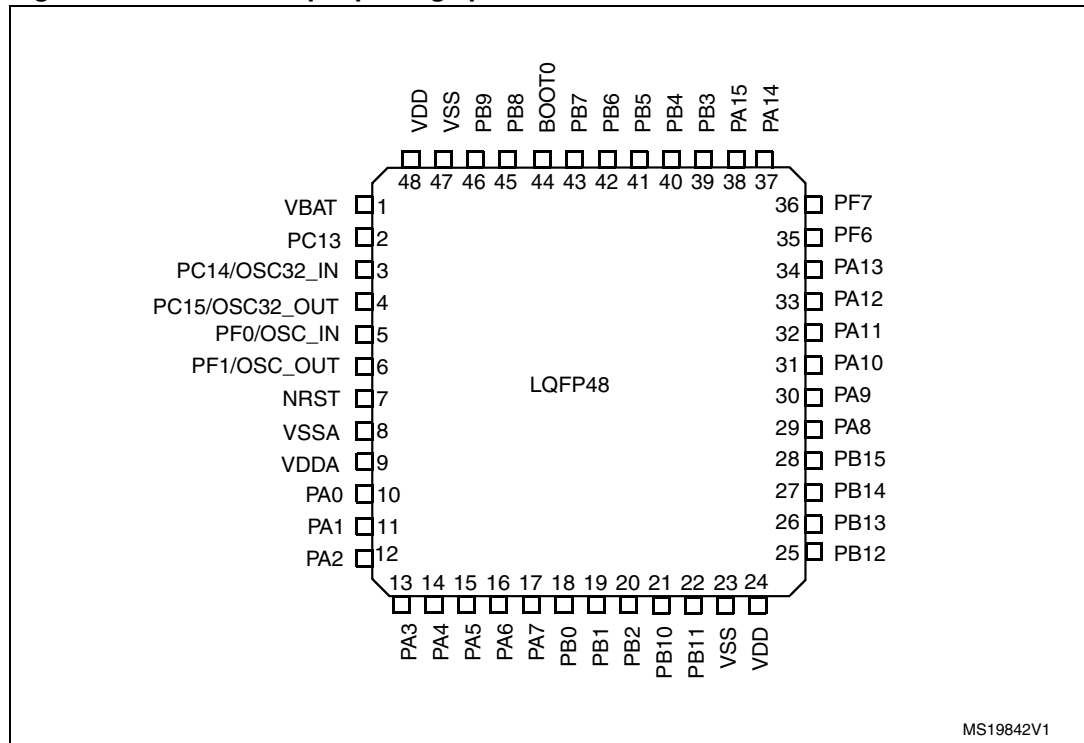 VDD
VSS
PB9
PB8
BOOT0
PB7
PB6
PB5
PB4
PB3
PA15
PA14
48 47 46 45 44 43 42 41 40 39 38 37
VBAT 1
PC13 2
PC14/OSC32_IN 3
PC15/OSC32_OUT 4
PF0/OSC_IN 5
PF1/OSC_OUT 6
NRST 7
VSSA 8
VDDA 9
PA0 10
PA1 11
PA2 12
LQFP48
36 PF7
35 PF6
34 PA13
33 PA12
32 PA11
31 PA10
30 PA9
29 PA8
28 PB15
27 PB14
26 PB13
25 PB12
13 14 15 16 17 18 19 20 21 22 23 24
PA3
PA4
PA5
PA6
PA7
PB0
PB1
PB2
PB10
PB11
VSS
VDD
MS19842V1